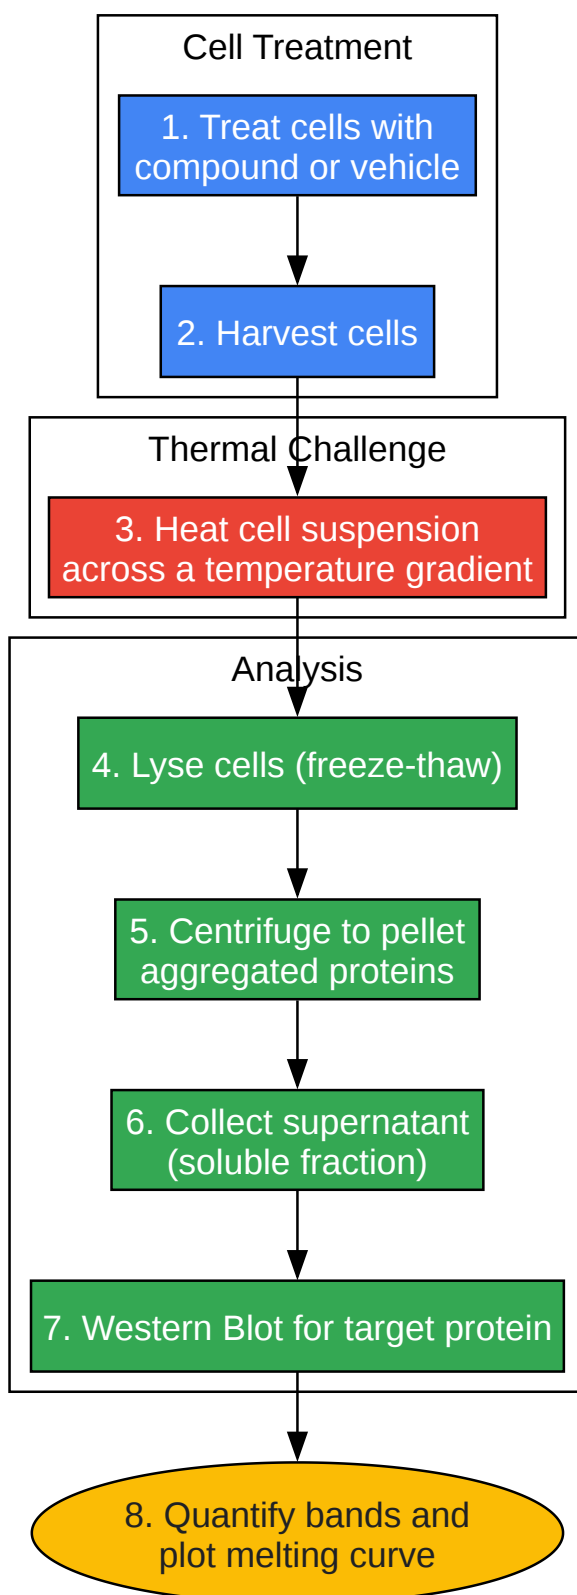 Cell Treatment
1. Treat cells with
compound or vehicle
2. Harvest cells
Thermal Challenge
3. Heat cell suspension
across a temperature gradient
Analysis
4. Lyse cells (freeze-thaw)
5. Centrifuge to pellet
aggregated proteins
6. Collect supernatant
(soluble fraction)
7. Western Blot for target protein
8. Quantify bands and
plot melting curve